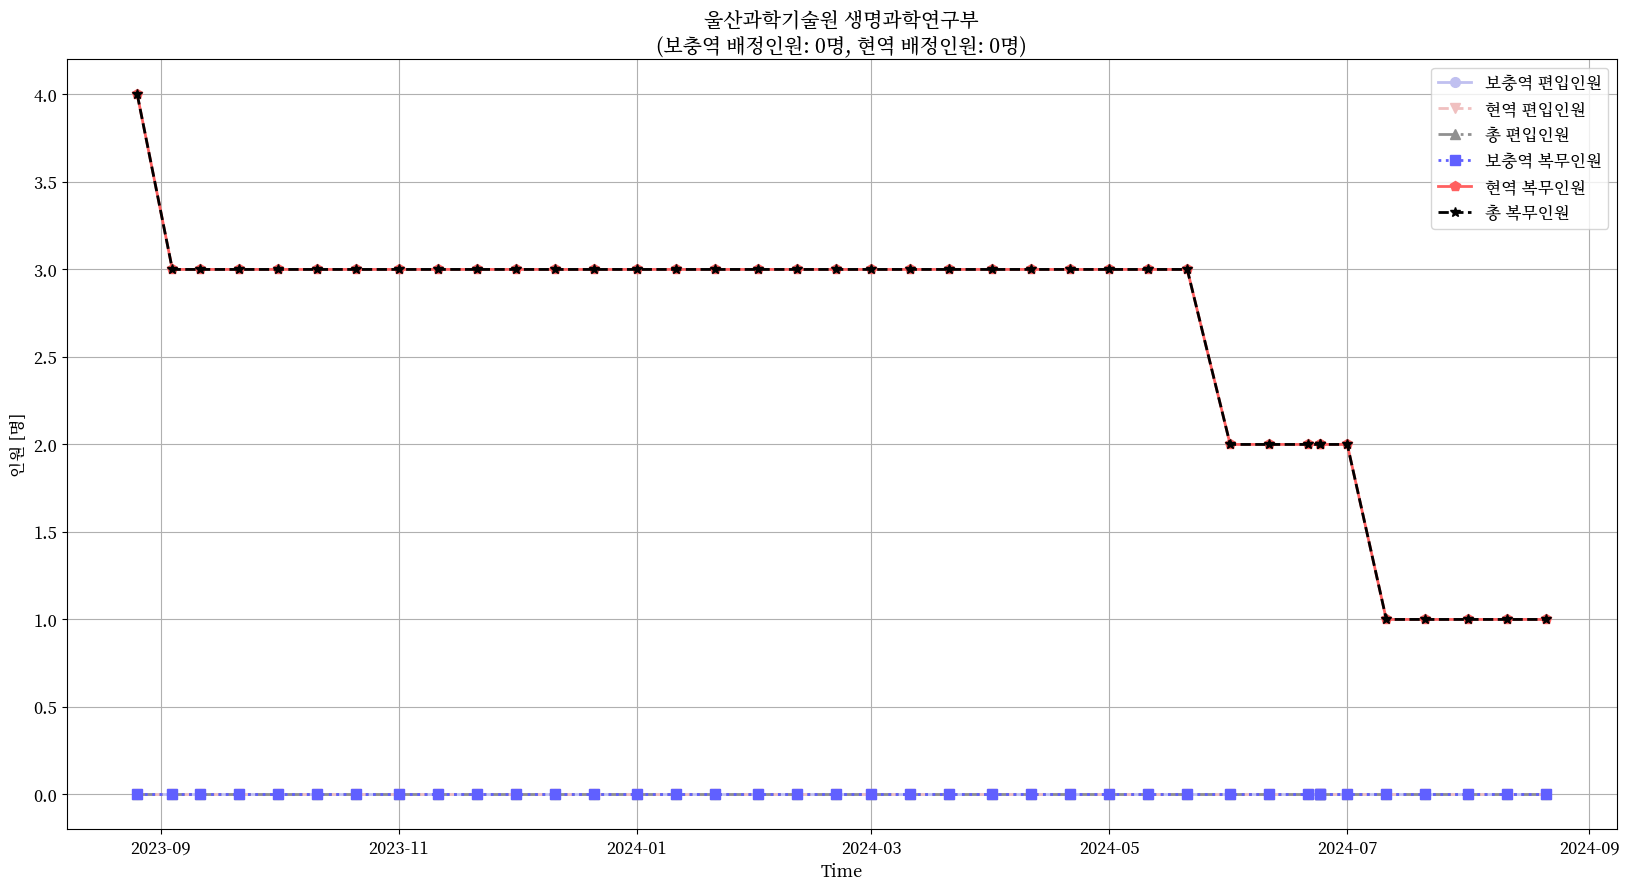 울산과학기술원 생명과학연구부
(보충역 배정인원: 0명, 현역 배정인원: 0명)
보충역 편입인원
현역 편입인원
총 편입인원
보충역 복무인원
현역 복무인원
총 복무인원
인원 [명]
4.0
3.5
3.0
2.5
2.0
1.5
1.0
0.5
0.0
2023-09
2023-11
2024-01
2024-03
2024-05
2024-07
2024-09
Time